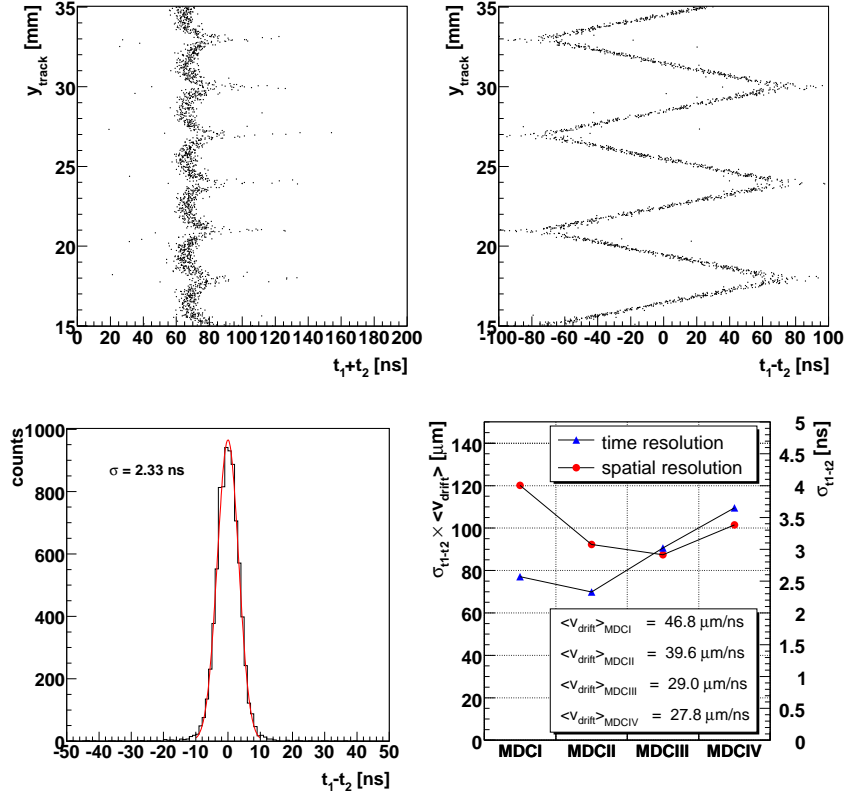 y_track [mm]
35
30
25
20
15
0 20 40 60 80 100 120 140 160 180 200
t_1+t_2 [ns]
y_track [mm]
35
30
25
20
15
-100 -80 -60 -40 -20 0 20 40 60 80 100
t_1-t_2 [ns]
counts
1000
800
600
400
200
0
σ = 2.33 ns
-50 -40 -30 -20 -10 0 10 20 30 40 50
t_1-t_2 [ns]
σ_t1-t2 × <v_drift> [μm]
140
120
100
80
60
40
20
0
time resolution
spatial resolution
<v_drift>_MDCI = 46.8 μm/ns
<v_drift>_MDCII = 39.6 μm/ns
<v_drift>_MDCIII = 29.0 μm/ns
<v_drift>_MDCIV = 27.8 μm/ns
MDCI MDCII MDCIII MDCIV
5
4.5
4
3.5
3
2.5
2
1.5
1
0.5
0
σ_t1-t2 [ns]